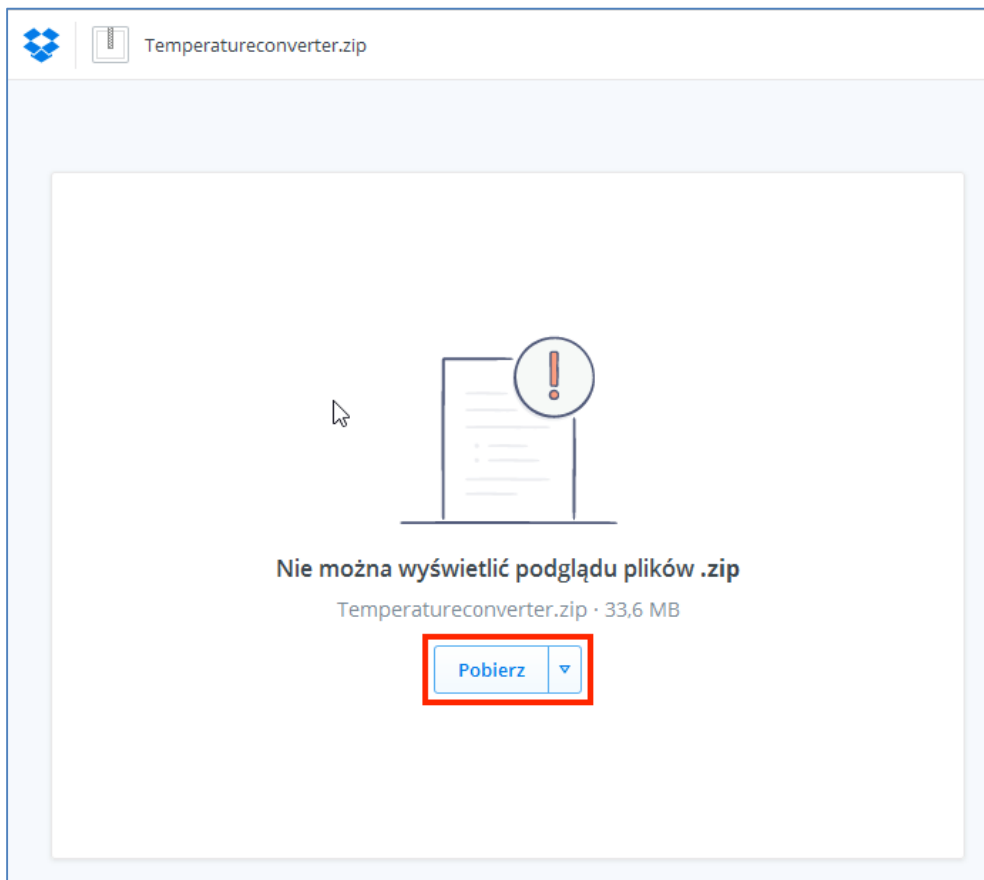 Temperatureconverter.zip
Nie można wyświetlić podglądu plików .zip
Temperatureconverter.zip · 33,6 MB
Pobierz